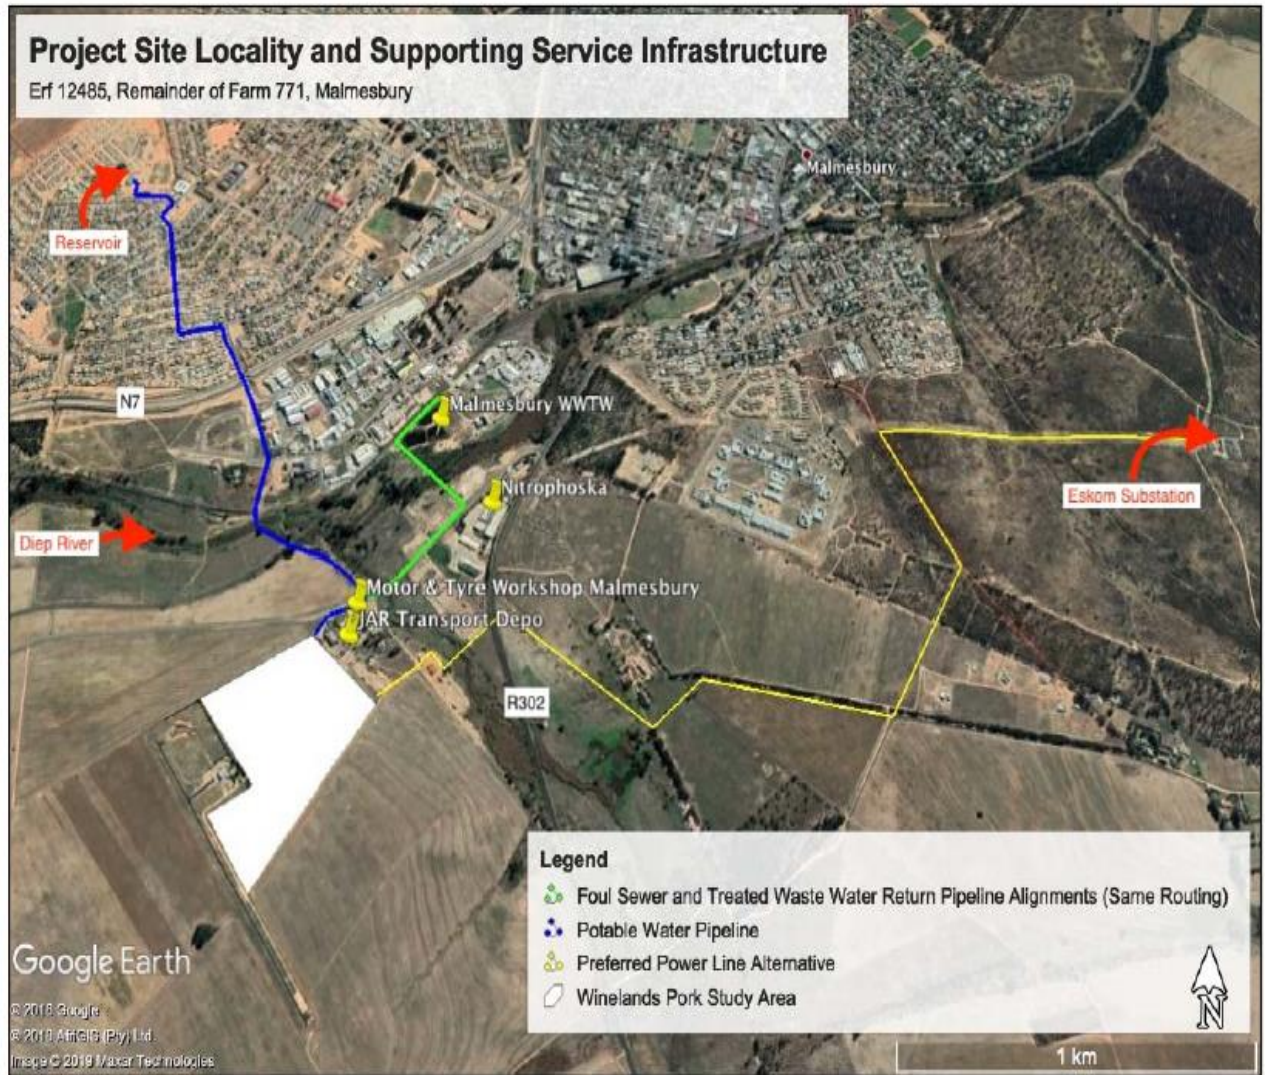 Project Site Locality and Supporting Service Infrastructure
Erf 12485, Remainder of Farm 771, Malmesbury
Malmesbury
Reservoir
N7
Malmesbury WWTW
Nitrophoska
Eskom Substation
Diep River
Motor & Tyre Workshop Malmesbury
JAR Transport Depo
R302
Legend
Foul Sewer and Treated Waste Water Return Pipeline Alignments (Same Routing)
Potable Water Pipeline
Preferred Power Line Alternative
Winelands Pork Study Area
N
1 km
Google Earth
© 2018 Google
© 2018 AfriGIS (Pty) Ltd.
Image © 2019 Maxar Technologies